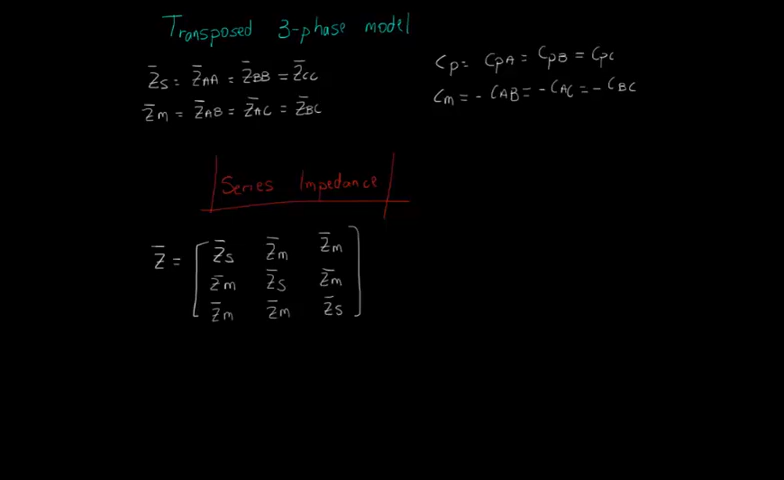 Transposed 3-phase model
Z̄s = Z̄AA = Z̄BB = Z̄CC
Z̄m = Z̄AB = Z̄AC = Z̄BC
Cp = CpA = CpB = CpC
Cm = - CAB = - CAC = - CBC
Series Impedance
Z̄ = [ Z̄s Z̄m Z̄m
Z̄m Z̄s Z̄m
Z̄m Z̄m Z̄s ]